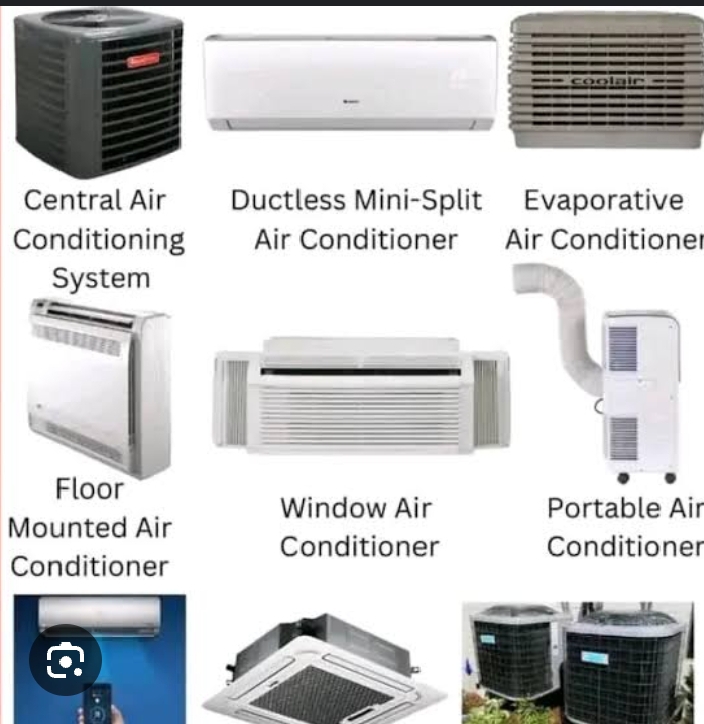 coolair
Central Air
Conditioning
System
Ductless Mini-Split
Air Conditioner
Evaporative
Air Conditioner
Floor
Mounted Air
Conditioner
Window Air
Conditioner
Portable Air
Conditioner